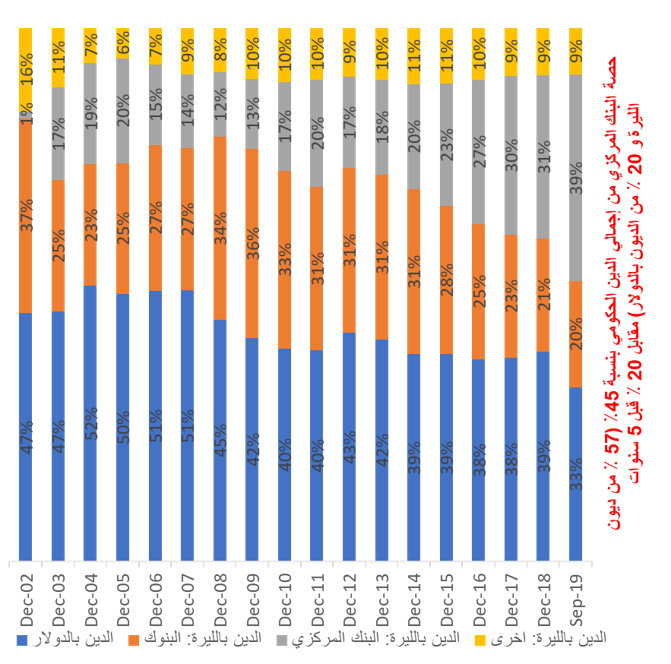 16% 11% 7% 6% 7% 9% 8% 10% 10% 10% 9% 10% 11% 11% 10% 9% 9% 9%
1% 17% 19% 20% 15% 14% 12% 13% 17% 20% 17% 18% 20% 23% 27% 30% 31% 39%
37% 25% 23% 25% 27% 27% 34% 36% 33% 31% 31% 31% 31% 28% 25% 23% 21% 20%
47% 47% 52% 50% 51% 51% 45% 42% 40% 40% 43% 42% 39% 39% 38% 38% 39% 33%
Dec-02 Dec-03 Dec-04 Dec-05 Dec-06 Dec-07 Dec-08 Dec-09 Dec-10 Dec-11 Dec-12 Dec-13 Dec-14 Dec-15 Dec-16 Dec-17 Dec-18 Sep-19
حصة البنك المركزي من إجمالي الدين الحكومي بنسبة 45٪ (57 ٪ من ديون
الليرة و 20 ٪ من الديون بالدولار) مقابل 20 ٪ قبل 5 سنوات
الدين بالدولار
الدين بالليرة: البنوك
الدين بالليرة: البنك المركزي
الدين بالليرة: اخرى